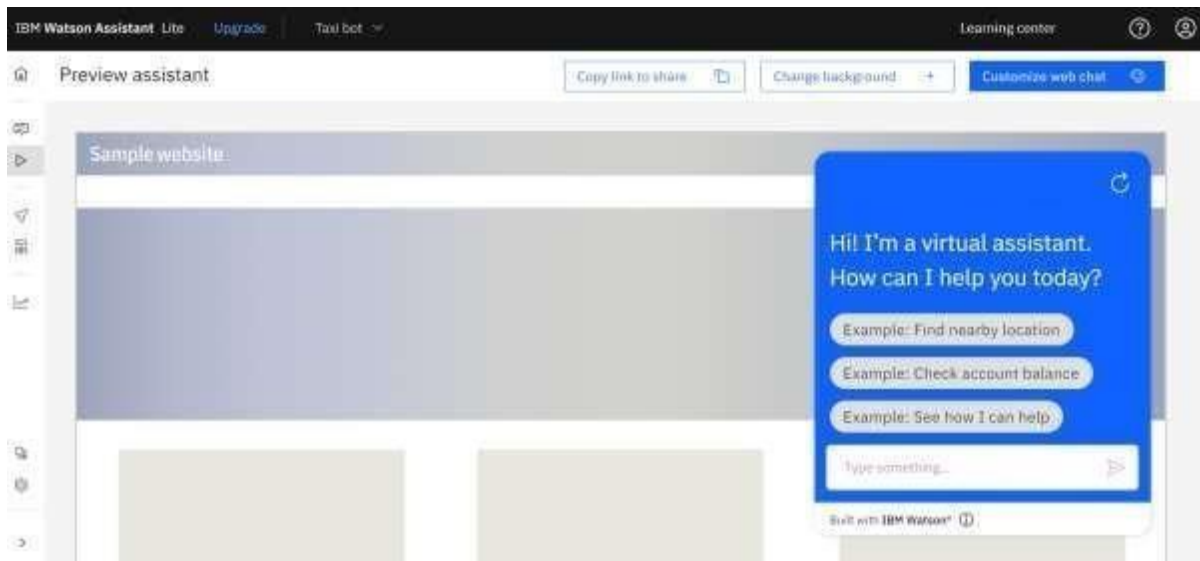 IBM Watson Assistant Lite Upgrade Taxi bot Learning center
Preview assistant Copy link to share Change background + Customize web chat
Sample website
Hi! I'm a virtual assistant.
How can I help you today?
Example: Find nearby location
Example: Check account balance
Example: See how I can help
Type something...
Built with IBM Watson®